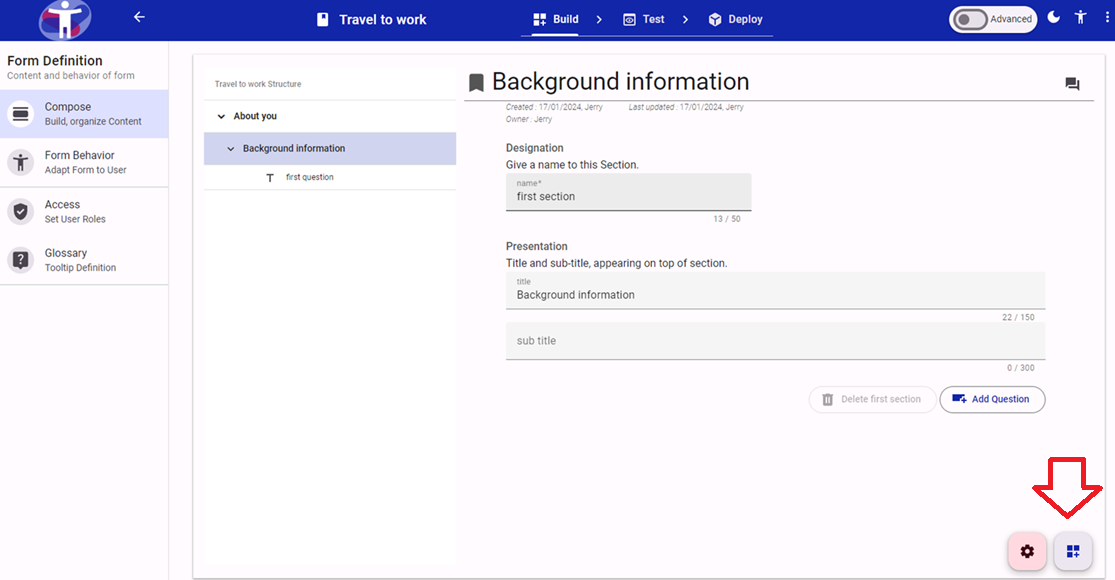 Travel to work
Build
Test
Deploy
Advanced
Form Definition
Content and behavior of form
Compose
Build, organize Content
Form Behavior
Adapt Form to User
Access
Set User Roles
Glossary
Tooltip Definition
Travel to work Structure
About you
Background information
T first question
Background information
Created : 17/01/2024, Jerry Last updated : 17/01/2024, Jerry
Owner : Jerry
Designation
Give a name to this Section.
name*
first section
13 / 50
Presentation
Title and sub-title, appearing on top of section.
title
Background information
22 / 150
sub title
0 / 300
Delete first section
Add Question